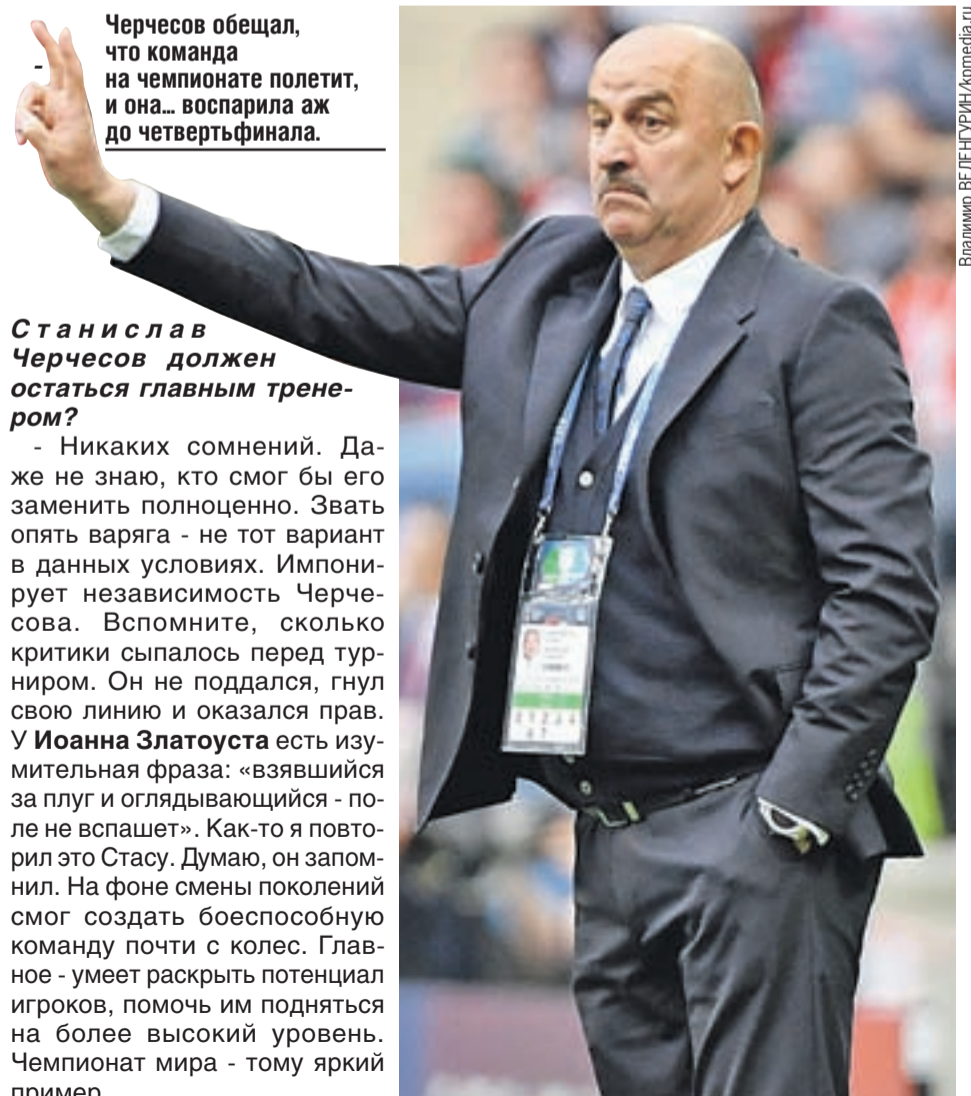 Черчесов обещал,
что команда
на чемпионате полетит,
и она... воспарила аж
до четвертьфинала.
-
Станислав
Черчесов должен
остаться главным трене-
ром?
- Никаких сомнений. Да-
же не знаю, кто смог бы его
заменить полноценно. Звать
опять варяга - не тот вариант
в данных условиях. Импони-
рует независимость Черче-
сова. Вспомните, сколько
критики сыпалось перед тур-
ниром. Он не поддался, гнул
свою линию и оказался прав.
У Иоанна Златоуста есть изу-
мительная фраза: «взявшийся
за плуг и оглядывающийся - по-
ле не вспашет». Как-то я повто-
рил это Стасу. Думаю, он запом-
нил. На фоне смены поколений
смог создать боеспособную
команду почти с колес. Глав-
ное - умеет раскрыть потенциал
игроков, помочь им подняться
на более высокий уровень.
Чемпионат мира - тому яркий
пример
Владимир ВЕЛЕНГУРИН/komedia.ru